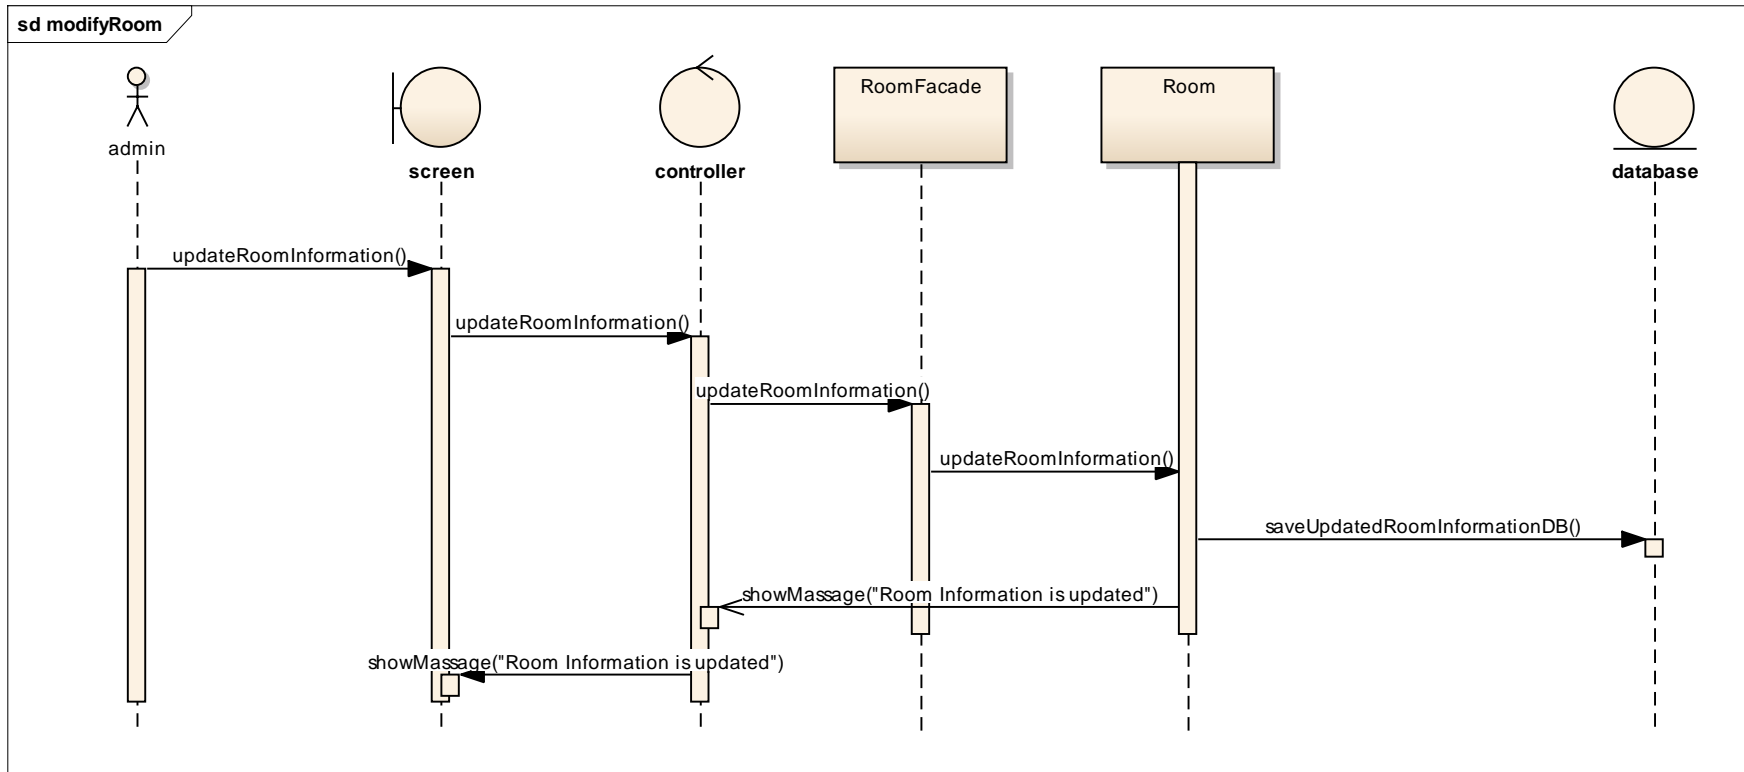 sd modifyRoom
RoomFacade
Room
admin
screen
controller
database
updateRoomInformation()
updateRoomInformation()
updateRoomInformation()
updateRoomInformation()
saveUpdatedRoomInformationDB()
showMassage("Room Information is updated")
showMassage("Room Information is updated")